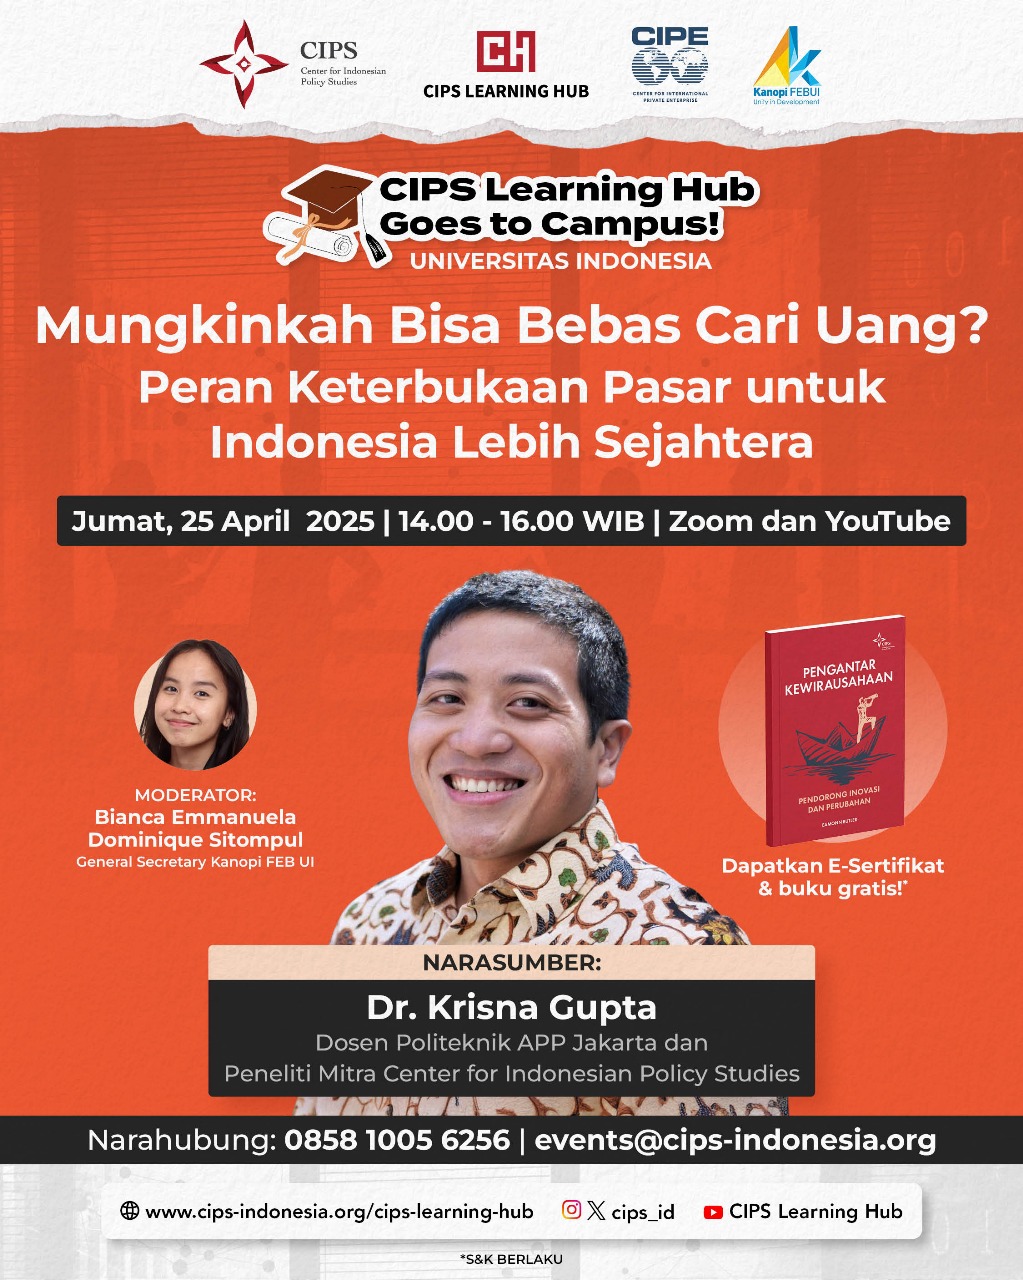 CIPS
Center for Indonesian
Policy Studies
CH
CIPS LEARNING HUB
CIPE
CENTER FOR INTERNATIONAL
PRIVATE ENTERPRISE
Kanopi FEBUI
Unity in Development
CIPS Learning Hub
Goes to Campus!
UNIVERSITAS INDONESIA
Mungkinkah Bisa Bebas Cari Uang?
Peran Keterbukaan Pasar untuk
Indonesia Lebih Sejahtera
Jumat, 25 April 2025 | 14.00 - 16.00 WIB | Zoom dan YouTube
MODERATOR:
Bianca Emmanuela
Dominique Sitompul
General Secretary Kanopi FEB UI
CIPS
PENGANTAR
KEWIRAUSAHAAN
PENDORONG INOVASI
DAN PERUBAHAN
EAMONN BUTLER
Dapatkan E-Sertifikat
& buku gratis!*
NARASUMBER:
Dr. Krisna Gupta
Dosen Politeknik APP Jakarta dan
Peneliti Mitra Center for Indonesian Policy Studies
Narahubung: 0858 1005 6256 | events@cips-indonesia.org
www.cips-indonesia.org/cips-learning-hub cips_id CIPS Learning Hub
*S&K BERLAKU